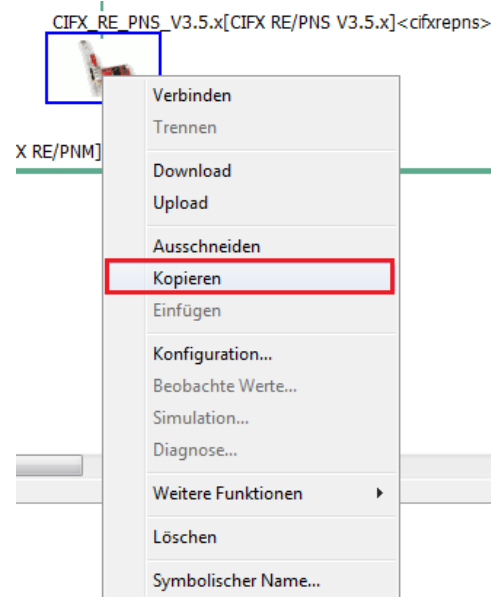 CIFX_RE_PNS_V3.5.x[CIFX RE/PNS V3.5.x]<cifxrepns>
Verbinden
Trennen
X RE/PNM]
Download
Upload
Ausschneiden
Kopieren
Einfügen
Konfiguration...
Beobachte Werte...
Simulation...
Diagnose...
Weitere Funktionen
Löschen
Symbolischer Name...